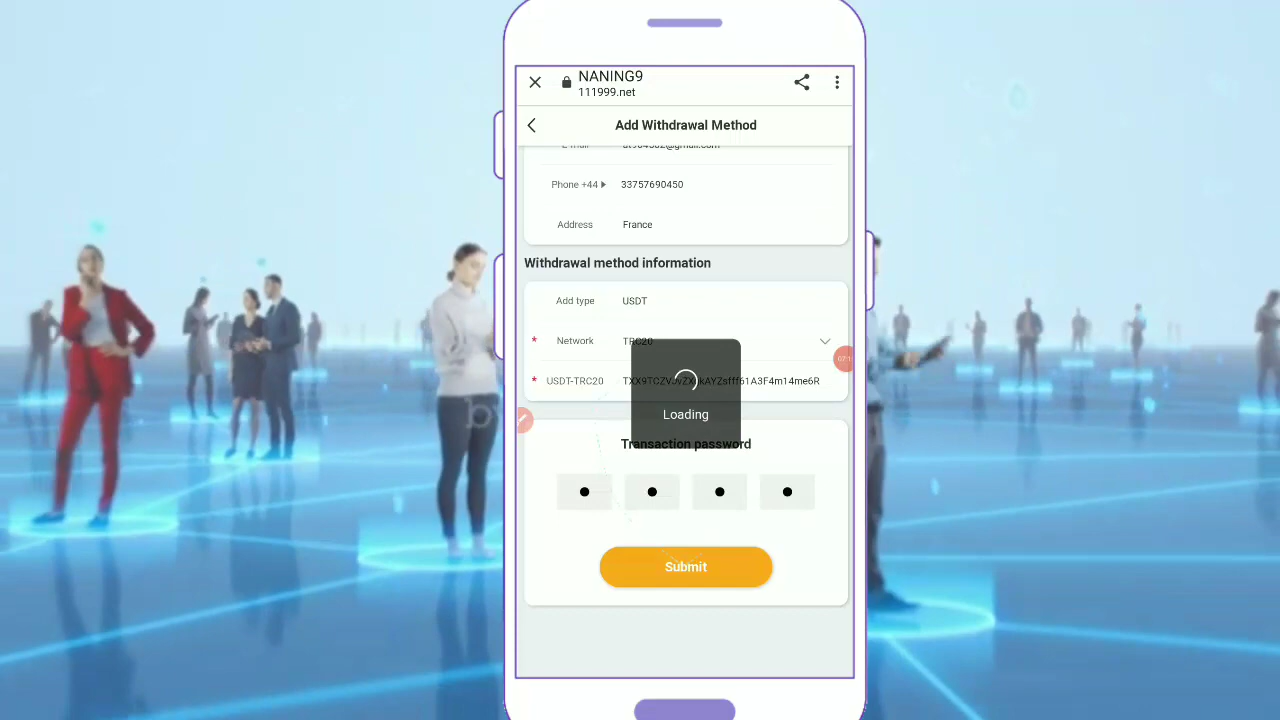 NANING9
111999.net
Add Withdrawal Method
Phone +44 33757690450
Address France
Withdrawal method information
Add type USDT
* Network TRC20
* USDT-TRC20
Loading
Transaction password
Submit